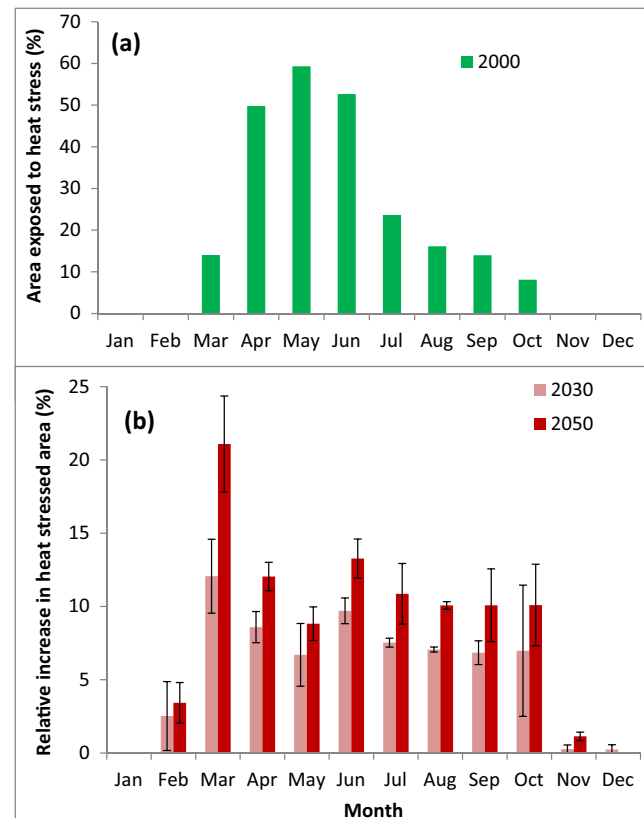 Area exposed to heat stress (%)
70
60
50
40
30
20
10
0
(a)
2000
Jan Feb Mar Apr May Jun Jul Aug Sep Oct Nov Dec
Relative increase in heat stressed area (%)
25
20
15
10
5
0
(b)
2030
2050
Jan Feb Mar Apr May Jun Jul Aug Sep Oct Nov Dec
Month